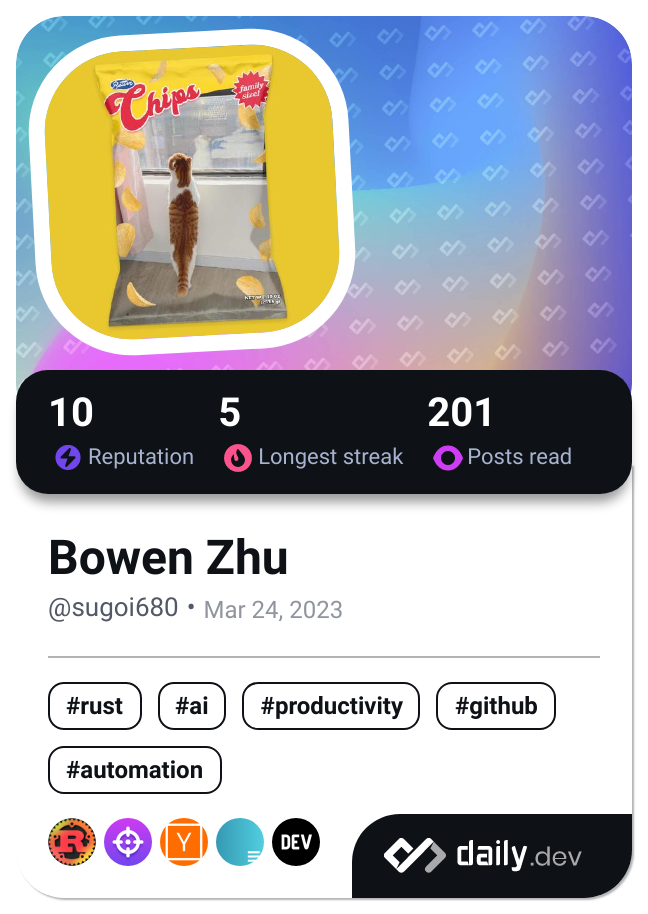 Chips
family
size!
10 5 201
Reputation Longest streak Posts read
Bowen Zhu
@sugoi680 • Mar 24, 2023
#rust #ai #productivity #github
#automation
R Y DEV
daily.dev